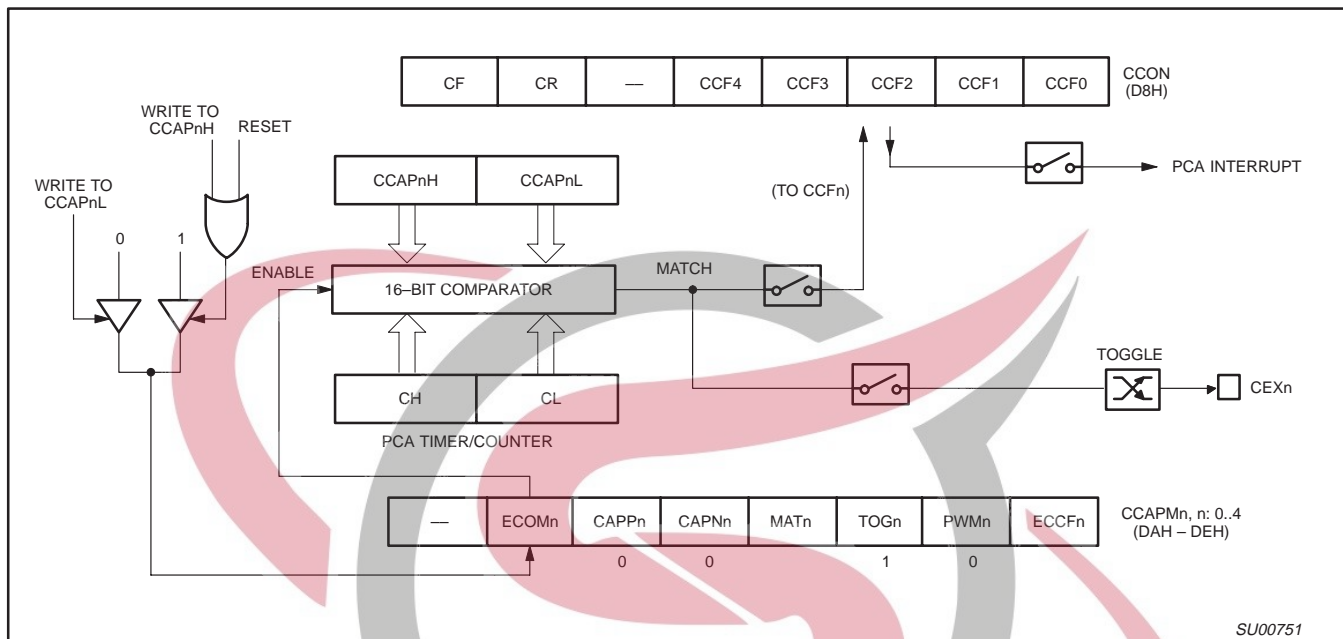 CF CR — CCF4 CCF3 CCF2 CCF1 CCF0
CCON
(D8H)
WRITE TO
CCAPnH RESET
CCAPnH CCAPnL
PCA INTERRUPT
(TO CCFn)
WRITE TO
CCAPnL
0 1
ENABLE
16–BIT COMPARATOR
MATCH
TOGGLE
CH CL
CEXn
PCA TIMER/COUNTER
— ECOMn CAPPn CAPNn MATn TOGn PWMn ECCFn
CCAPMn, n: 0..4
(DAH – DEH)
0 0 1 0
SU00751